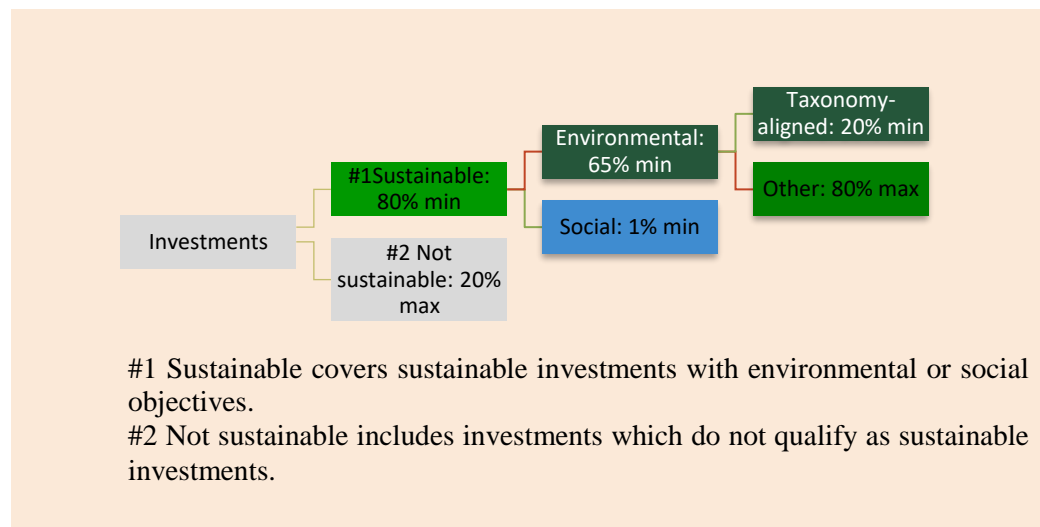 Investments
#1Sustainable:
80% min
#2 Not
sustainable: 20%
max
Environmental:
65% min
Social: 1% min
Taxonomy-
aligned: 20% min
Other: 80% max
#1 Sustainable covers sustainable investments with environmental or social
objectives.
#2 Not sustainable includes investments which do not qualify as sustainable
investments.